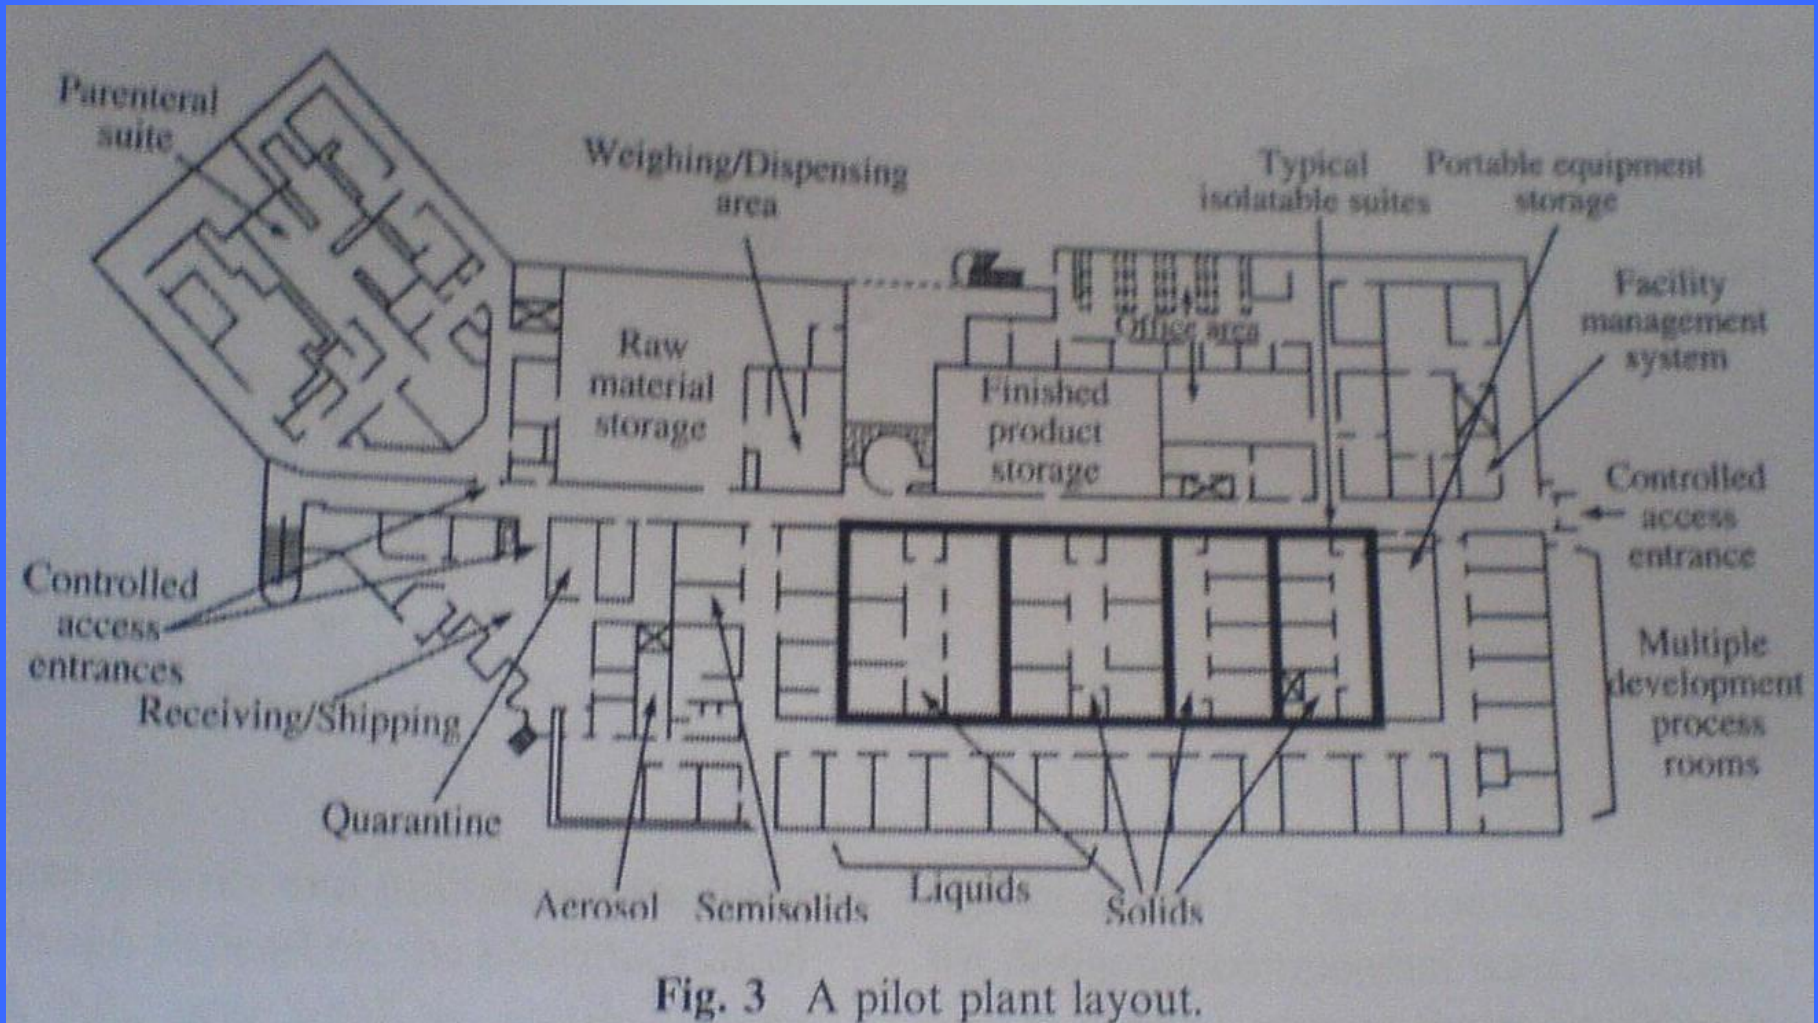 Parenteral
suite
Weighing/Dispensing
area
Typical
isolatable suites
Portable equipment
storage
Facility
management
system
Office area
Raw
material
storage
Finished
product
storage
Controlled
access
entrance
Controlled
access
entrances
Receiving/Shipping
Quarantine
Multiple
development
process
rooms
Aerosol
Semisolids
Liquids
Solids
Fig. 3 A pilot plant layout.